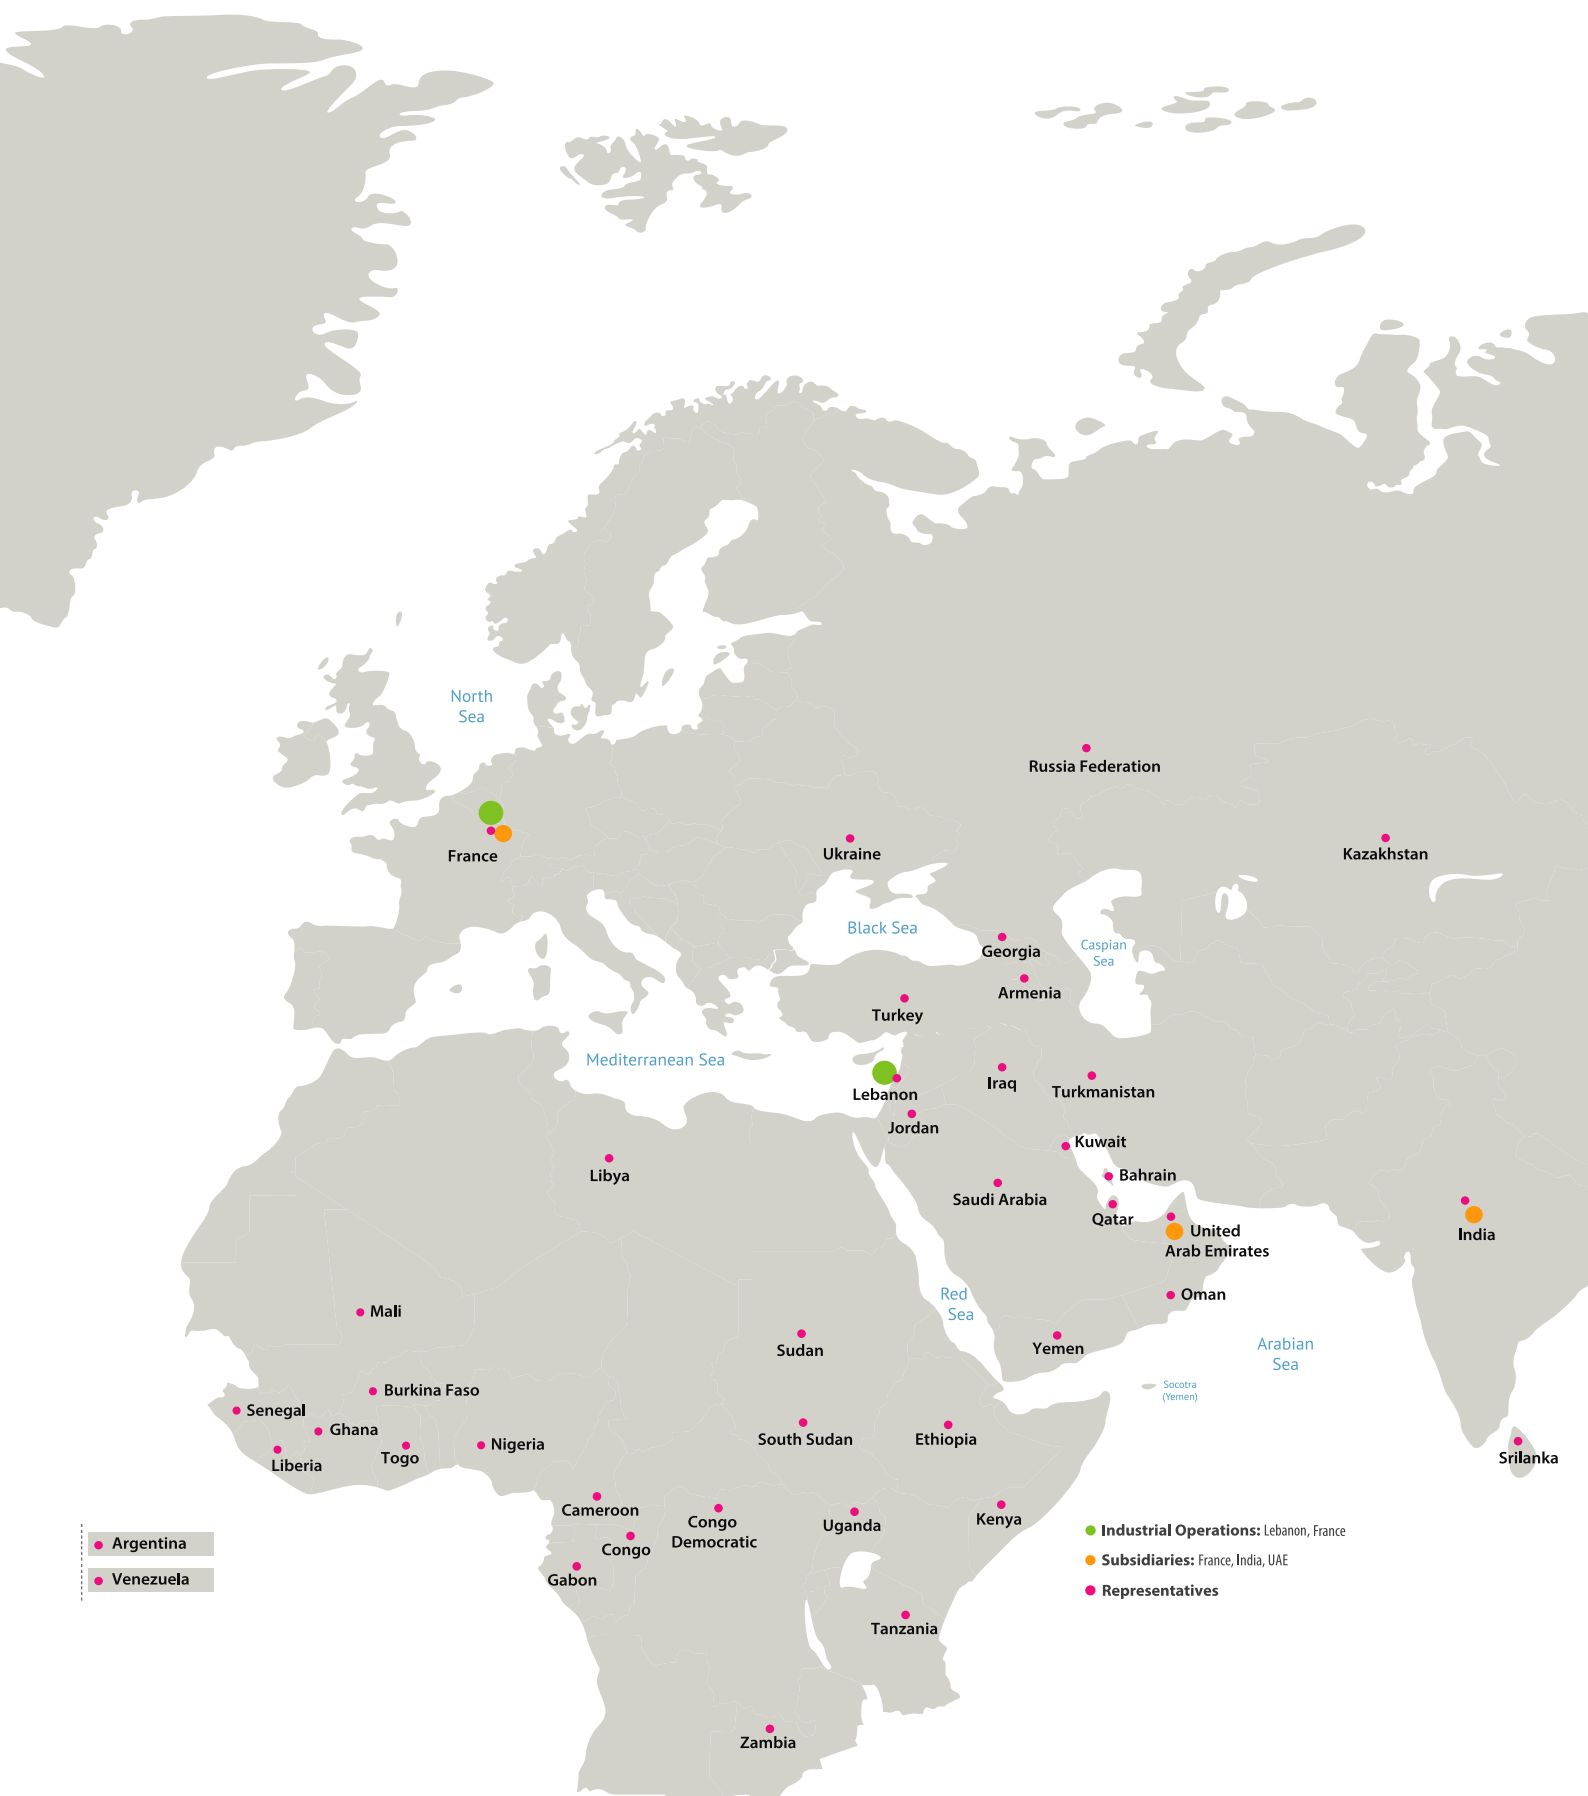 North
Sea
Russia Federation
France
Ukraine
Kazakhstan
Black Sea
Georgia
Caspian
Sea
Armenia
Turkey
Mediterranean Sea
Lebanon
Iraq
Turkmanistan
Jordan
Kuwait
Libya
Bahrain
Saudi Arabia
Qatar
United
Arab Emirates
India
Red
Sea
Oman
Mali
Sudan
Yemen
Arabian
Sea
Socotra
(Yemen)
Burkina Faso
Senegal
Ghana
Liberia
Togo
Nigeria
South Sudan
Ethiopia
Srilanka
Cameroon
Congo
Democratic
Uganda
Kenya
Congo
Gabon
Tanzania
Zambia
Argentina
Venezuela
Industrial Operations: Lebanon, France
Subsidiaries: France, India, UAE
Representatives